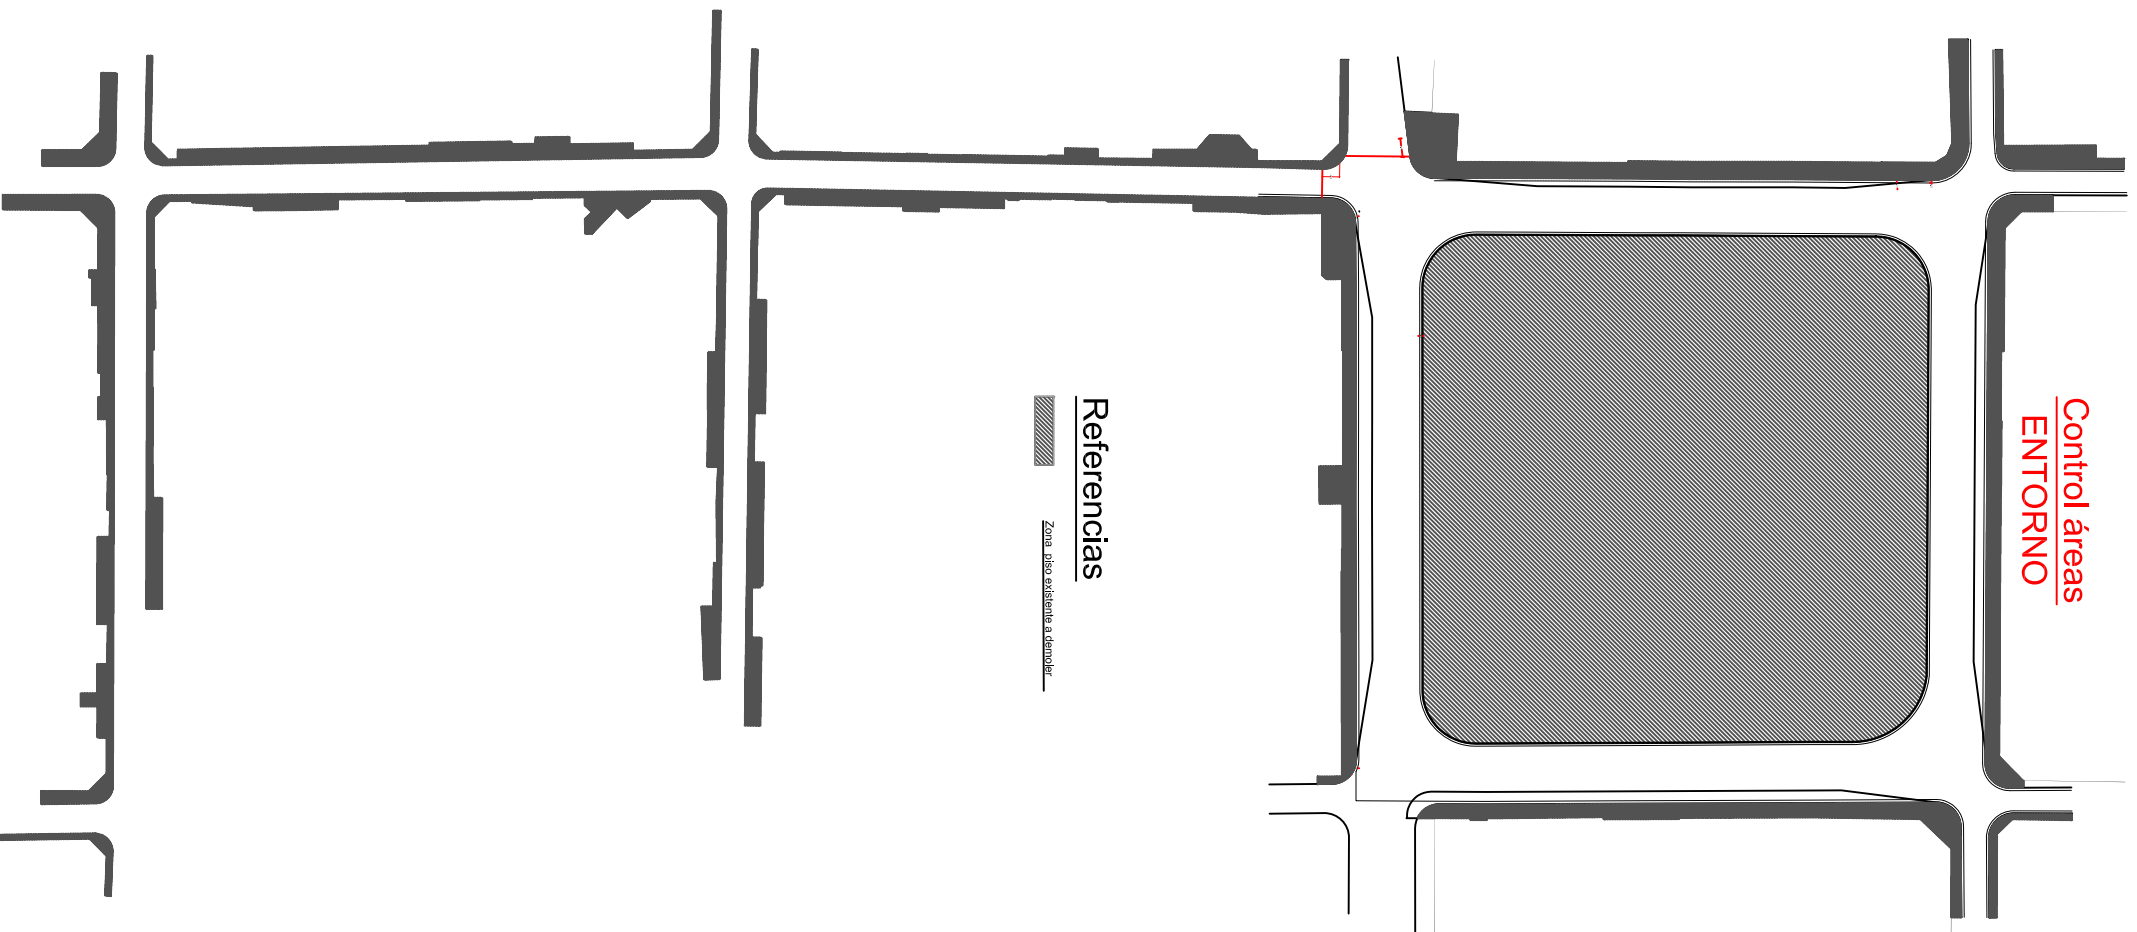 Control áreas
ENTORNO
Referencias
Zona piso existente a demoler